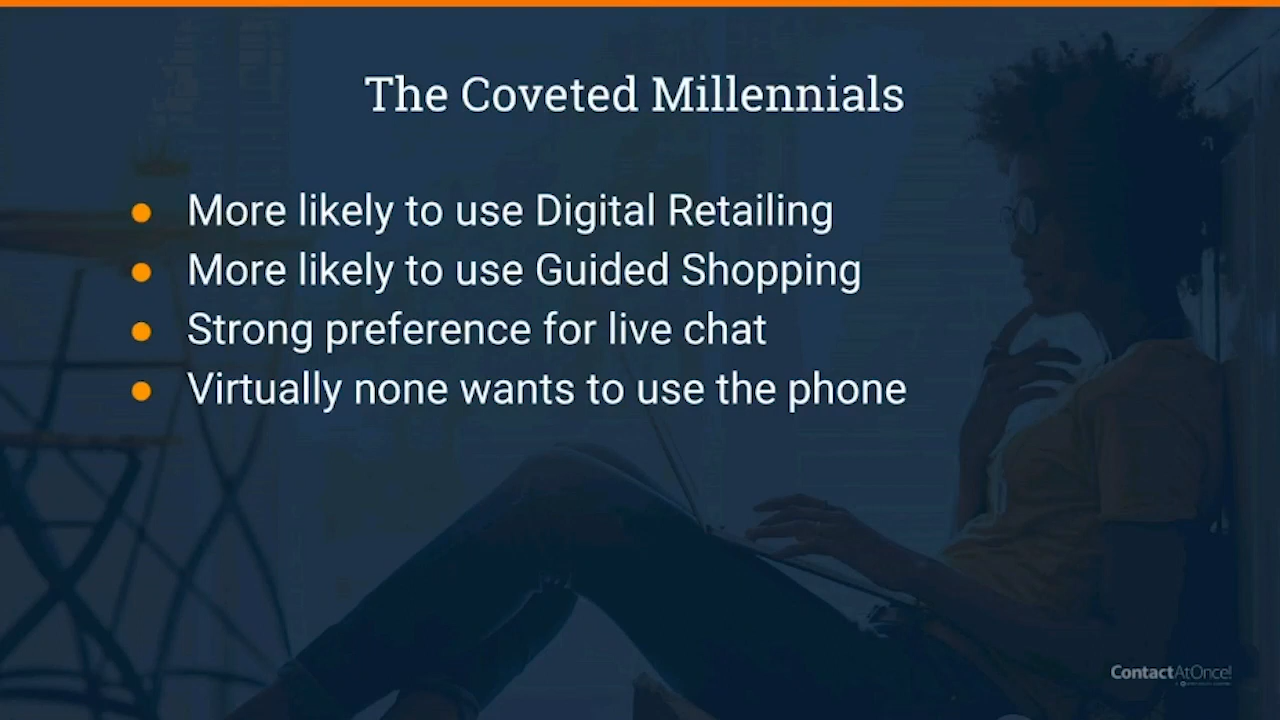 The Coveted Millennials
More likely to use Digital Retailing
More likely to use Guided Shopping
Strong preference for live chat
Virtually none wants to use the phone
ContactAtOnce!